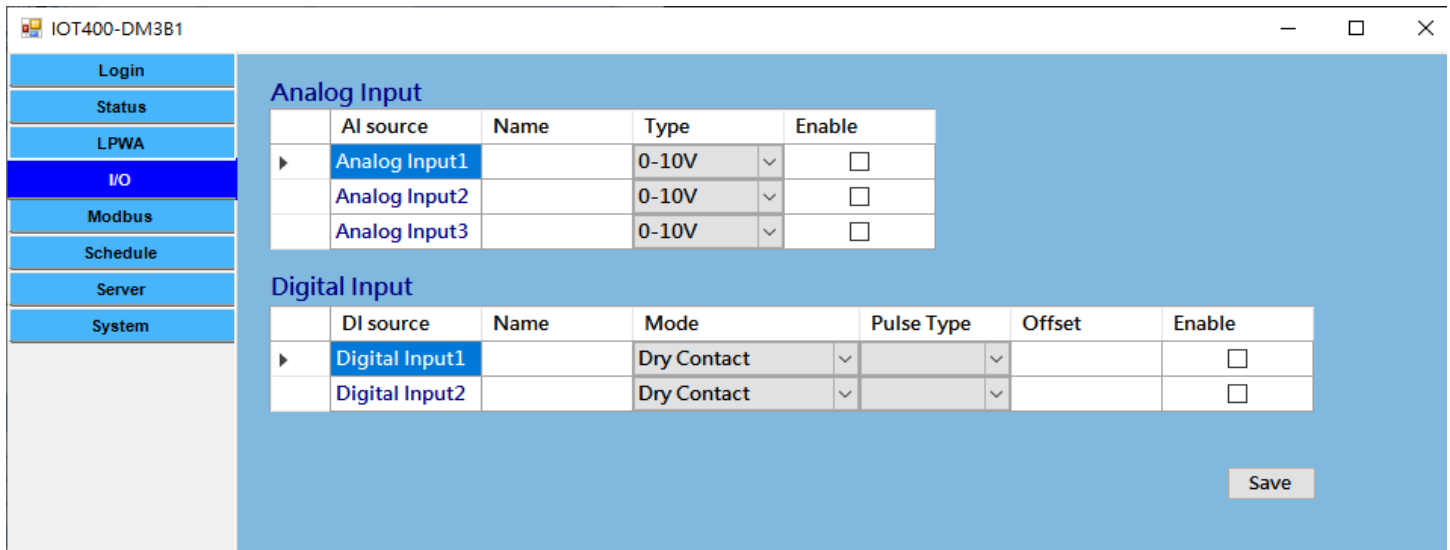 IOT400-DM3B1
Login
Status
LPWA
I/O
Modbus
Schedule
Server
System
Analog Input
AI source Name Type Enable
Analog Input1 0-10V
Analog Input2 0-10V
Analog Input3 0-10V
Digital Input
DI source Name Mode Pulse Type Offset Enable
Digital Input1 Dry Contact
Digital Input2 Dry Contact
Save